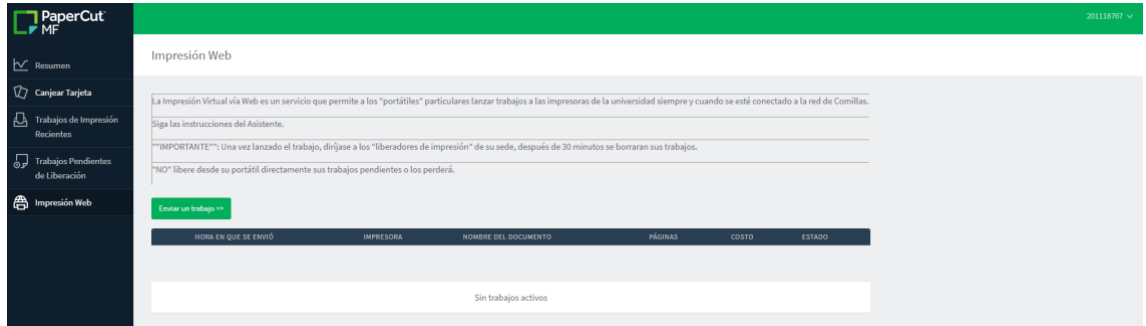 PaperCut
MF
201118767
Resumen
Canjear Tarjeta
Trabajos de Impresión
Recientes
Trabajos Pendientes
de Liberación
Impresión Web
Impresión Web
La Impresión Virtual vía Web es un servicio que permite a los "portátiles" particulares lanzar trabajos a las impresoras de la universidad siempre y cuando se esté conectado a la red de Comillas.
Siga las instrucciones del Asistente.
""IMPORTANTE"": Una vez lanzado el trabajo, diríjase a los "liberadores de impresión" de su sede, después de 30 minutos se borraran sus trabajos.
"NO" libere desde su portátil directamente sus trabajos pendientes o los perderá.
Enviar un trabajo >>
HORA EN QUE SE ENVIÓ IMPRESORA NOMBRE DEL DOCUMENTO PÁGINAS COSTO ESTADO
Sin trabajos activos